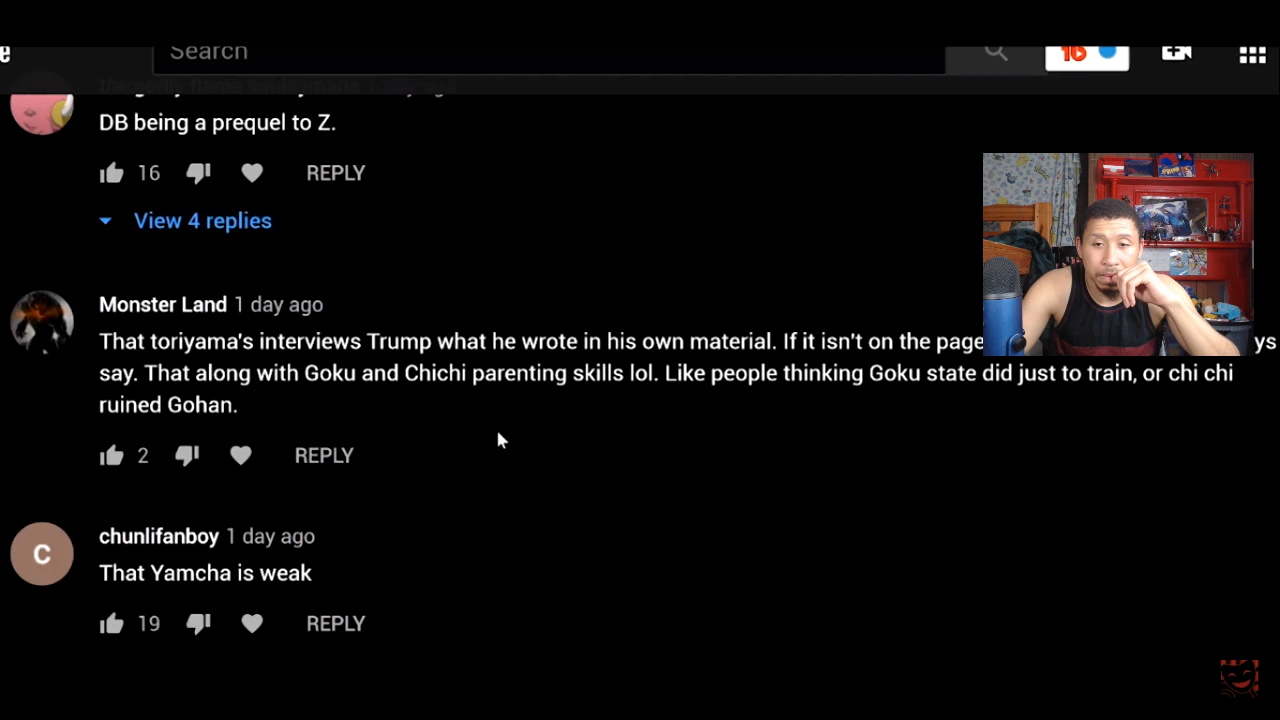 e
Search
16
DB being a prequel to Z.
16
REPLY
View 4 replies
Monster Land 1 day ago
That toriyama's interviews Trump what he wrote in his own material. If it isn't on the page
say. That along with Goku and Chichi parenting skills lol. Like people thinking Goku state did just to train, or chi chi
ruined Gohan.
2
REPLY
C
chunlifanboy 1 day ago
That Yamcha is weak
19
REPLY